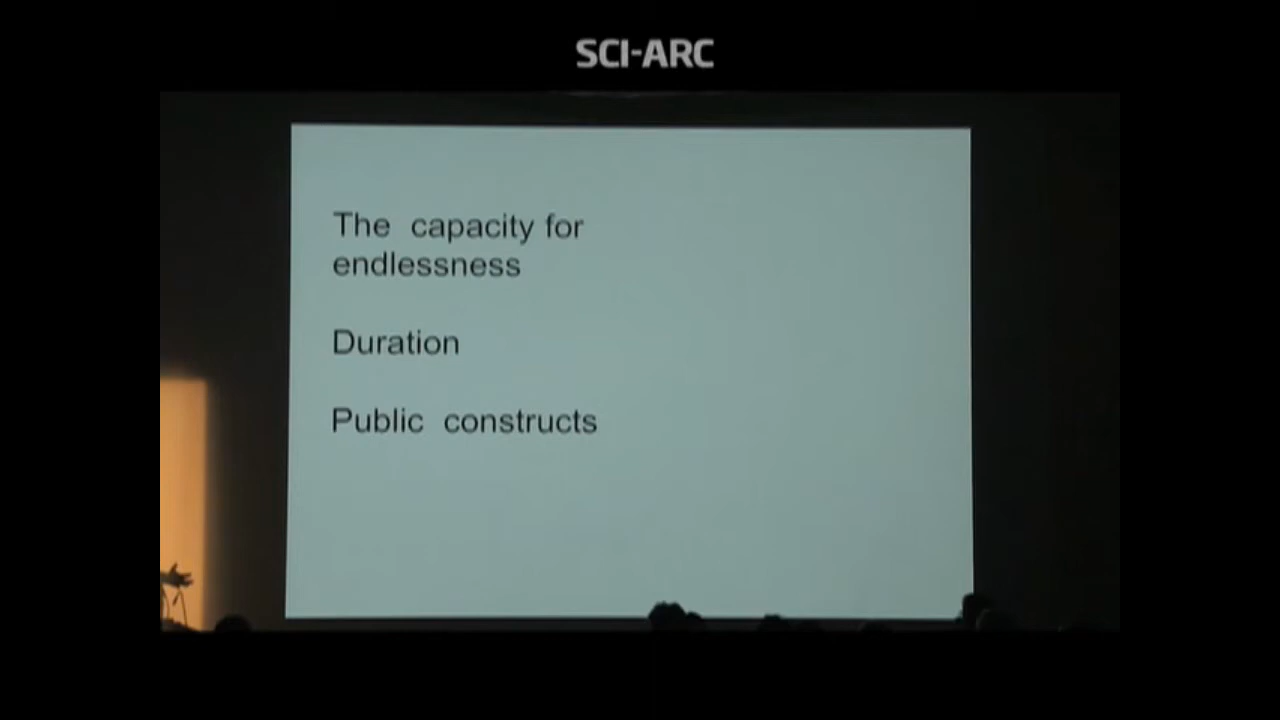 SCI-ARC
The capacity for
endlessness
Duration
Public constructs